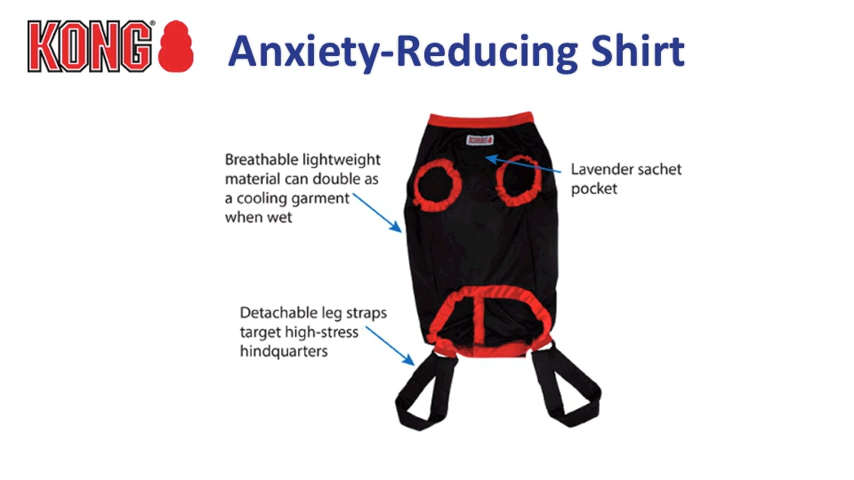 KONG®
Anxiety-Reducing Shirt
KONG
Breathable lightweight
material can double as
a cooling garment
when wet
Lavender sachet
pocket
Detachable leg straps
target high-stress
hindquarters